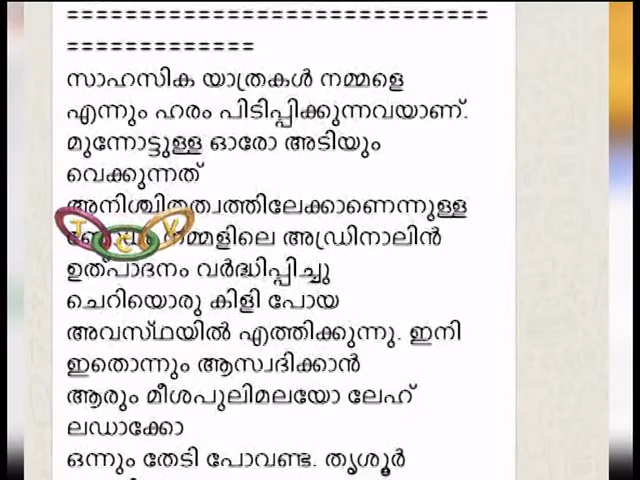 ===============================
=============
സാഹസിക യാത്രകൾ നമ്മളെ
എന്നും ഹരം പിടിപ്പിക്കുന്നവയാണ്.
മുന്നോട്ടുള്ള ഓരോ അടിയും
വെക്കുന്നത്
അനിശ്ചിതത്വത്തിലേക്കാണെന്നുള്ള
നമ്മളിലെ അഡ്രിനാലിൻ
T C V
ഉത്പാദനം വർദ്ധിപ്പിച്ചു
ചെറിയൊരു കിളി പോയ
അവസ്ഥയിൽ എത്തിക്കുന്നു. ഇനി
ഇതൊന്നും ആസ്വദിക്കാൻ
ആരും മീശപുലിമലയോ ലേഹ്
ലഡാക്കോ
ഒന്നും തേടി പോവണ്ട. തൃശൂർ